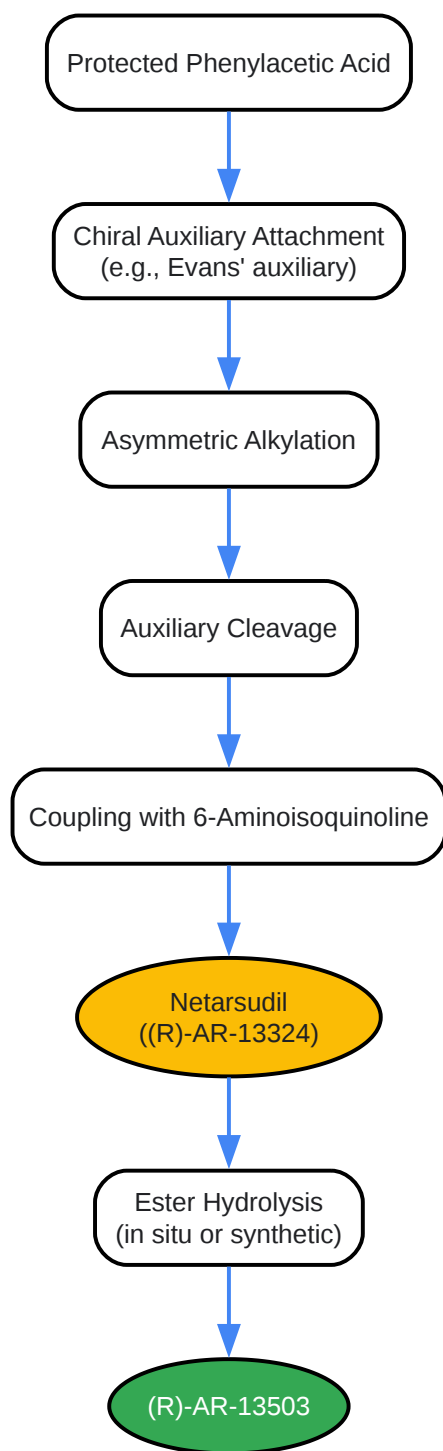 Protected Phenylacetic Acid
Chiral Auxiliary Attachment
(e.g., Evans' auxiliary)
Asymmetric Alkylation
Auxiliary Cleavage
Coupling with 6-Aminoisoquinoline
Netarsudil
((R)-AR-13324)
Ester Hydrolysis
(in situ or synthetic)
(R)-AR-13503